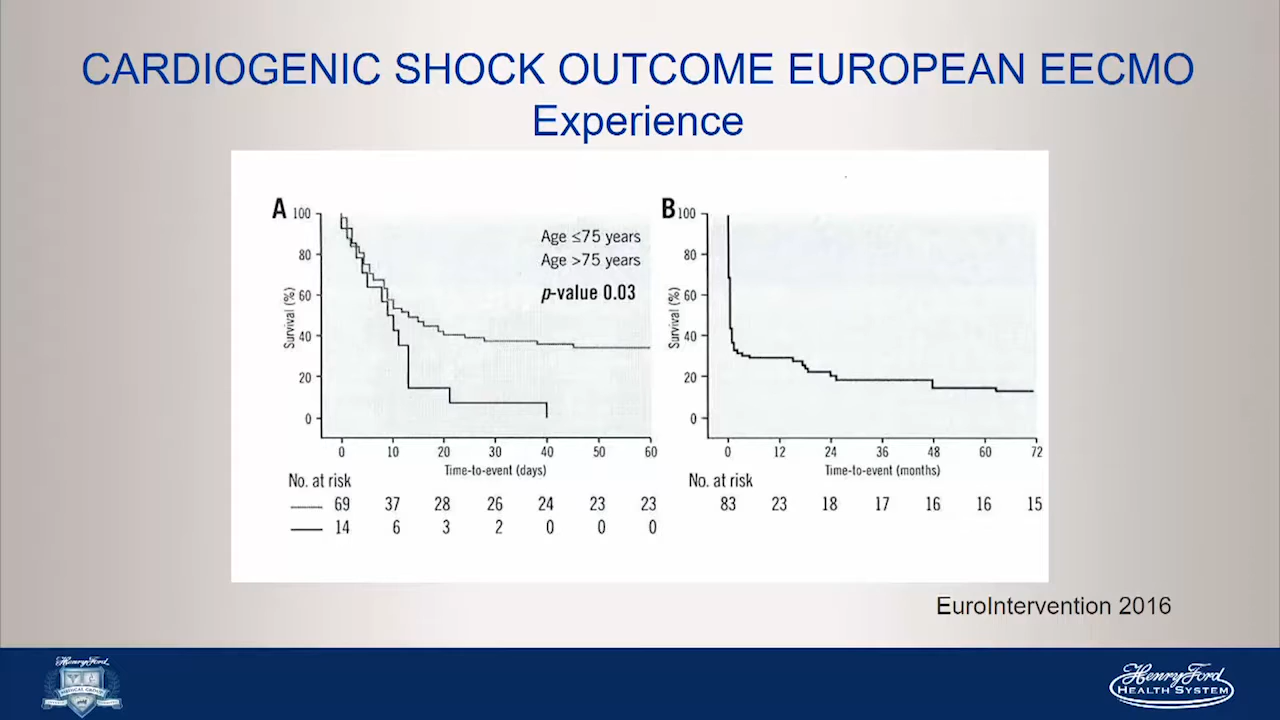 CARDIOGENIC SHOCK OUTCOME EUROPEAN EECMO
Experience
A
100
80
60
40
20
0
Survival (%)
Age ≤75 years
Age >75 years
p-value 0.03
0 10 20 30 40 50 60
Time-to-event (days)
No. at risk
69 37 28 26 24 23 23
14 6 3 2 0 0 0
B
100
80
60
40
20
0
Survival (%)
0 12 24 36 48 60 72
Time-to-event (months)
No. at risk
83 23 18 17 16 16 15
EuroIntervention 2016
Henry Ford
MEDICAL GROUP
Henry Ford
HEALTH SYSTEM